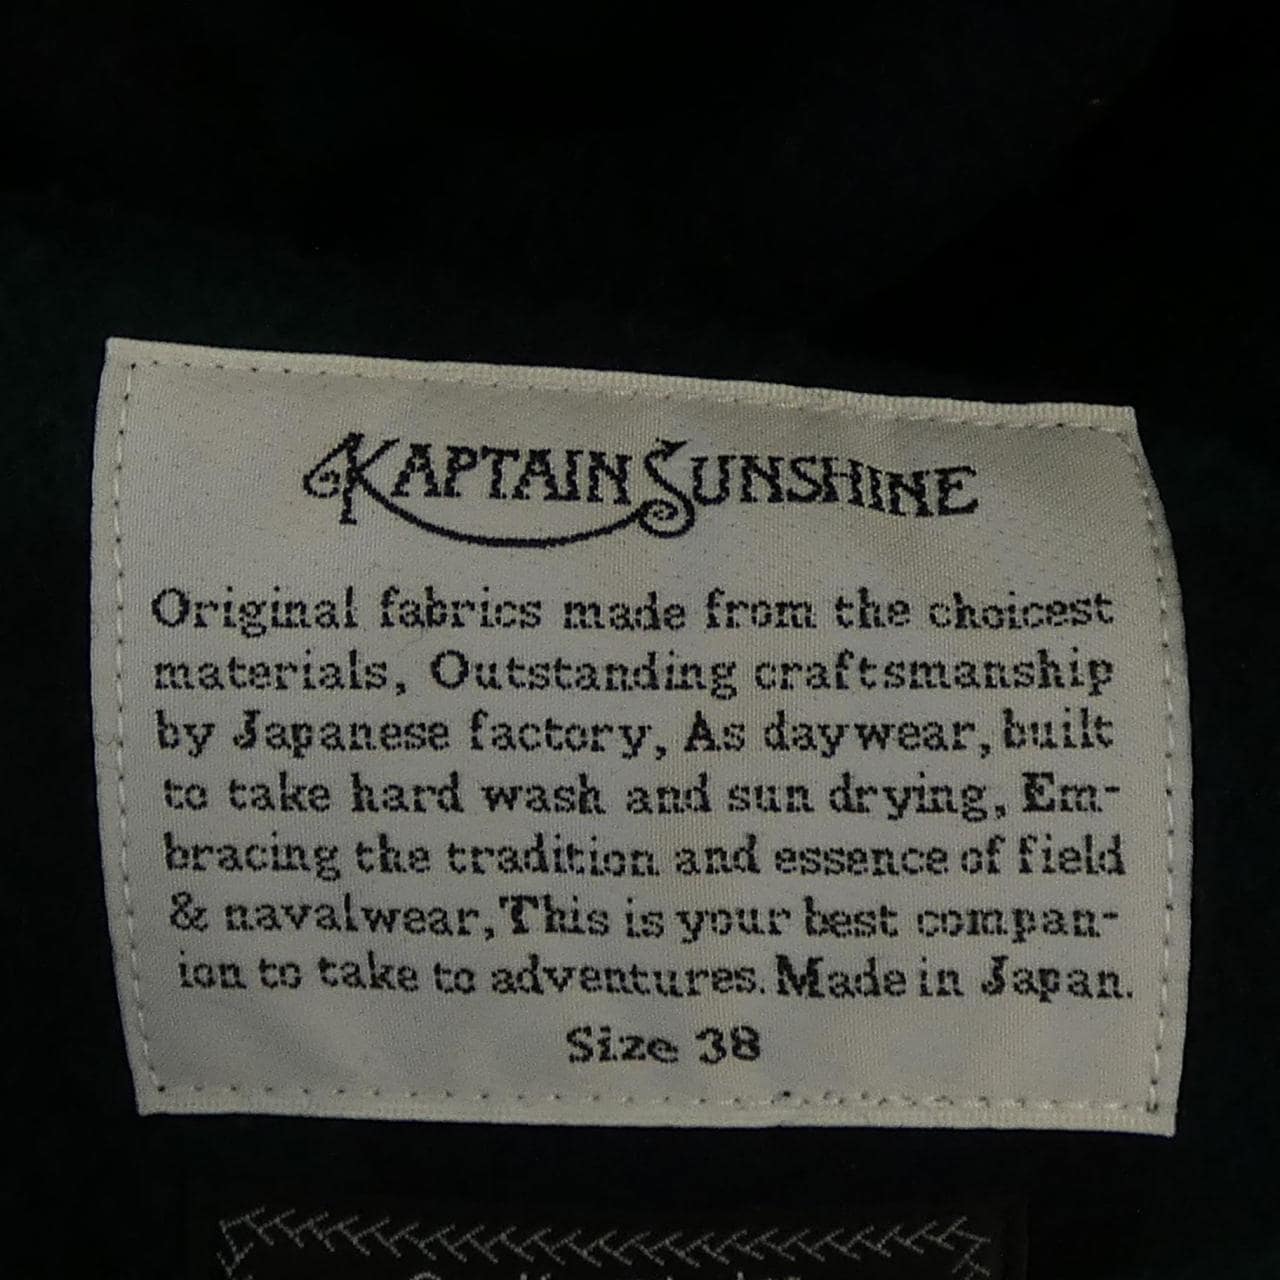 KAPTAIN SUNSHINE
Original fabrics made from the choicest
materials, Outstanding craftsmanship
by Japanese factory, As daywear, built
to take hard wash and sun drying, Em-
bracing the tradition and essence of field
& navalwear, This is your best compan-
ion to take to adventures. Made in Japan.
Size 38